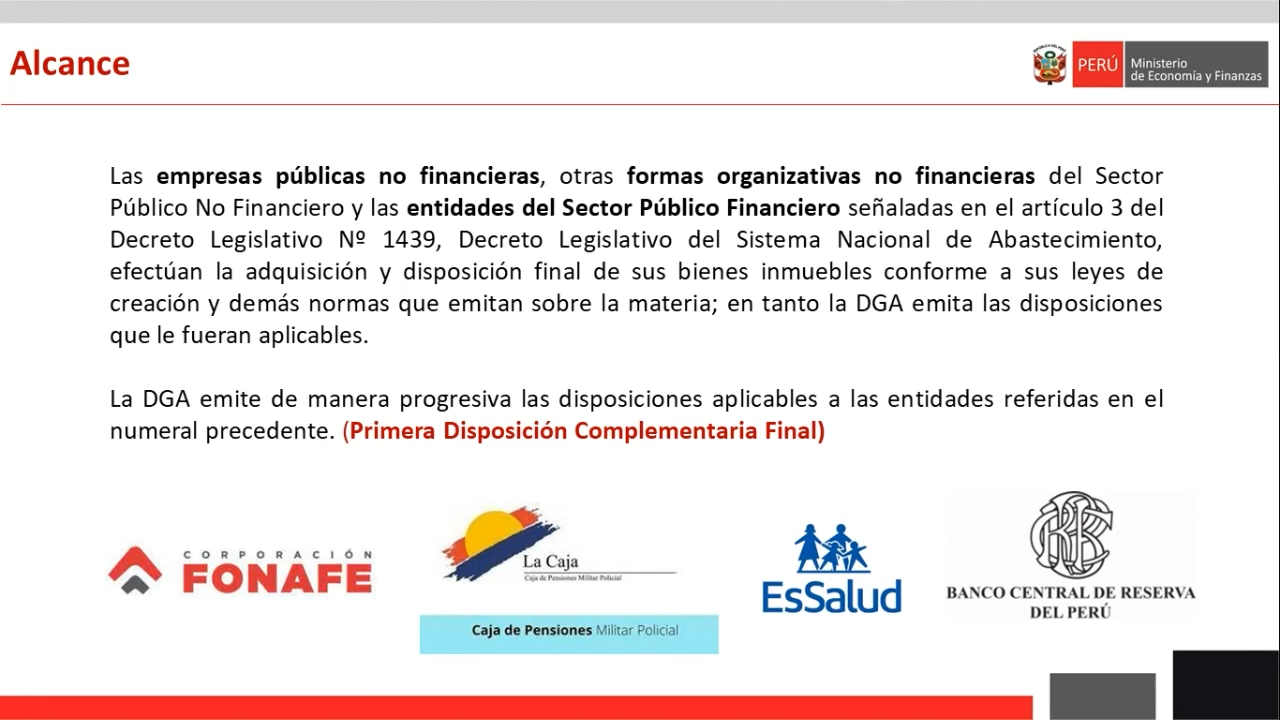 Alcance
PERÚ
Ministerio
de Economía y Finanzas
Las empresas públicas no financieras, otras formas organizativas no financieras del Sector
Público No Financiero y las entidades del Sector Público Financiero señaladas en el artículo 3 del
Decreto Legislativo Nº 1439, Decreto Legislativo del Sistema Nacional de Abastecimiento,
efectúan la adquisición y disposición final de sus bienes inmuebles conforme a sus leyes de
creación y demás normas que emitan sobre la materia; en tanto la DGA emita las disposiciones
que le fueran aplicables.
La DGA emite de manera progresiva las disposiciones aplicables a las entidades referidas en el
numeral precedente. (Primera Disposición Complementaria Final)
CORPORACIÓN
FONAFE
La Caja
Caja de Pensiones Militar Policial
Caja de Pensiones Militar Policial
EsSalud
BANCO CENTRAL DE RESERVA
DEL PERÚ